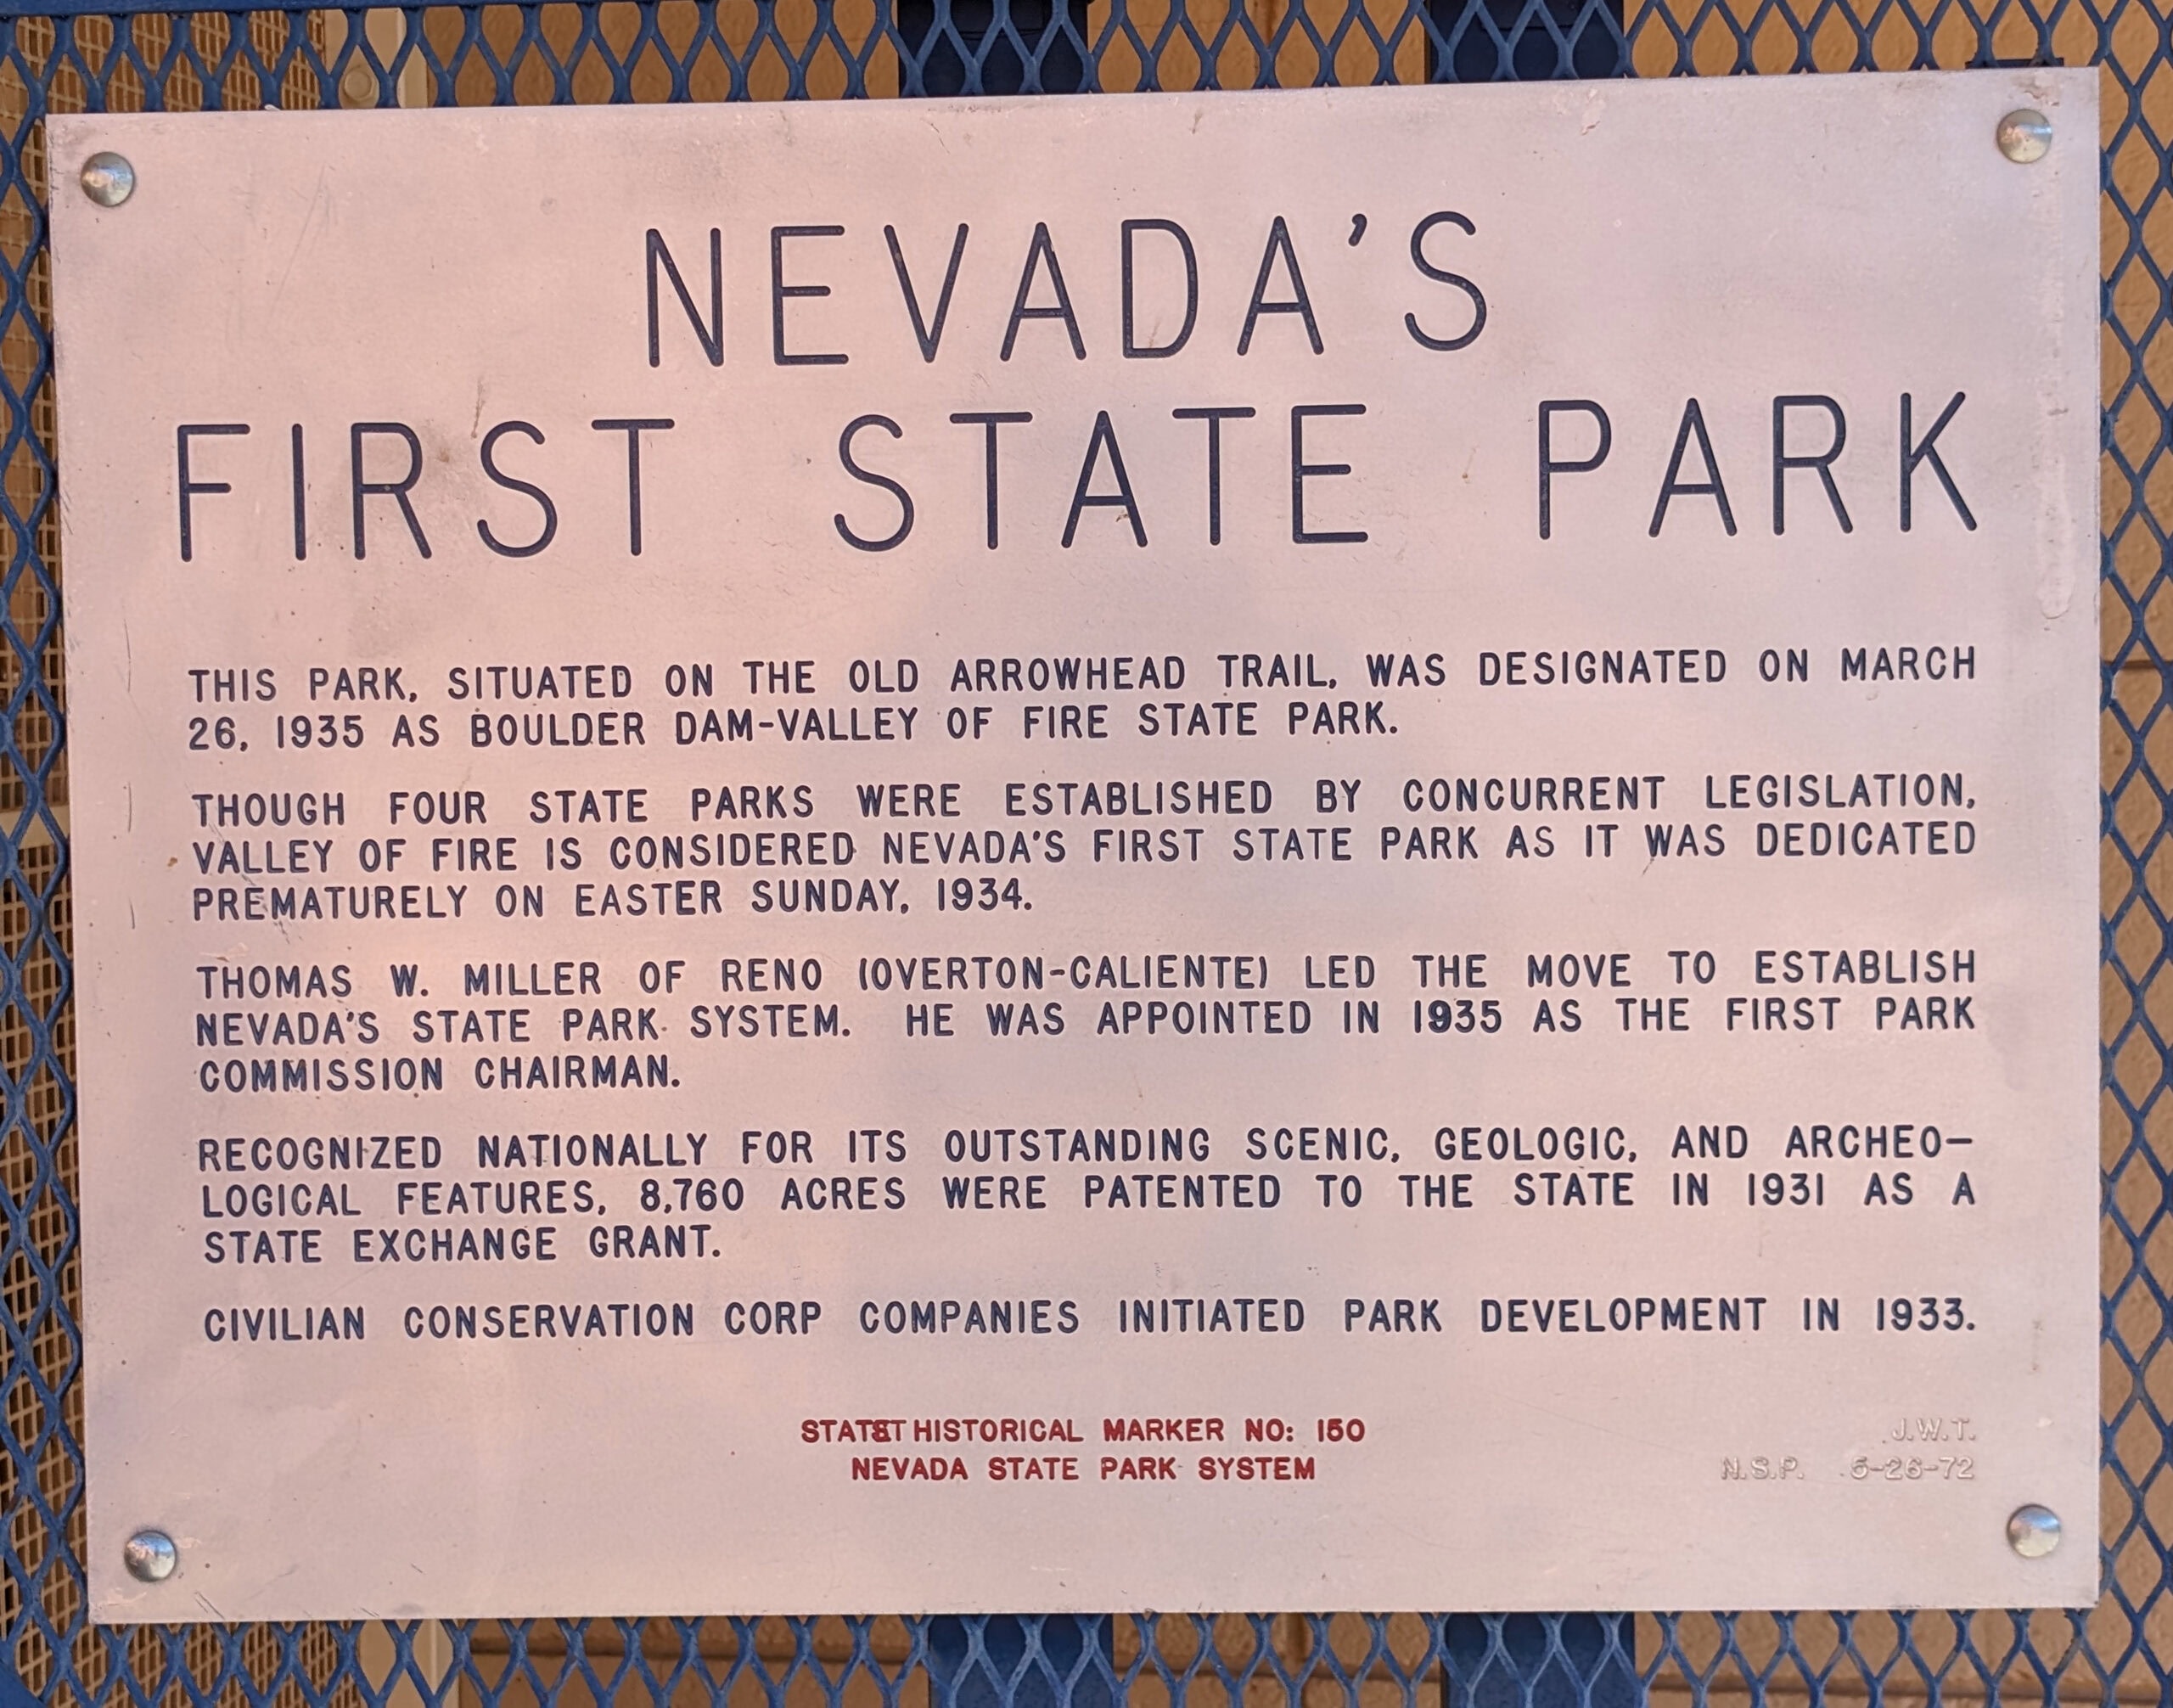 NEVADA'S
FIRST STATE PARK
THIS PARK, SITUATED ON THE OLD ARROWHEAD TRAIL, WAS DESIGNATED ON MARCH
26, 1935 AS BOULDER DAM-VALLEY OF FIRE STATE PARK.
THOUGH FOUR STATE PARKS WERE ESTABLISHED BY CONCURRENT LEGISLATION,
VALLEY OF FIRE IS CONSIDERED NEVADA'S FIRST STATE PARK AS IT WAS DEDICATED
PREMATURELY ON EASTER SUNDAY, 1934.
THOMAS W. MILLER OF RENO (OVERTON-CALIENTE) LED THE MOVE TO ESTABLISH
NEVADA'S STATE PARK SYSTEM. HE WAS APPOINTED IN 1935 AS THE FIRST PARK
COMMISSION CHAIRMAN.
RECOGNIZED NATIONALLY FOR ITS OUTSTANDING SCENIC, GEOLOGIC, AND ARCHEO-
LOGICAL FEATURES, 8,760 ACRES WERE PATENTED TO THE STATE IN 1931 AS A
STATE EXCHANGE GRANT.
CIVILIAN CONSERVATION CORP COMPANIES INITIATED PARK DEVELOPMENT IN 1933.
HISTORICAL MARKER NO: 150
NEVADA STATE PARK SYSTEM
J.W.T.
N.S.P.